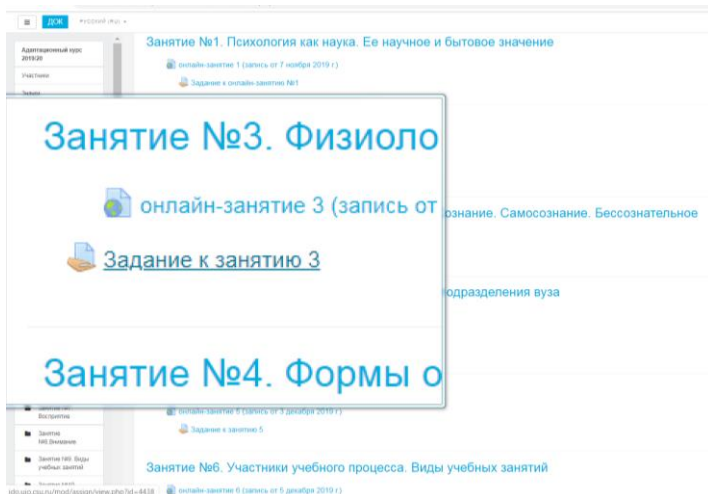 ДОК РУССКИЙ (RU)
Адаптационный курс 2019/20
Участники
Занятие №1. Психология как наука. Ее научное и бытовое значение
онлайн-занятие 1 (запись от 7 ноября 2019 г.)
Задание к онлайн-занятию №1
Занятие №3. Физиоло
онлайн-занятие 3 (запись от
Задание к занятию 3
Занятие №4. Формы о
ознание. Самосознание. Бессознательное
одразделения вуза
Восприятие
Занятие
№6.Внимание
Занятие №6. Виды
учебных занятий
онлайн-занятие 5 (запись от 3 декабря 2019 г.)
Задание к занятию 5
Занятие №6. Участники учебного процесса. Виды учебных занятий
онлайн-занятие 6 (запись от 5 декабря 2019 г.)